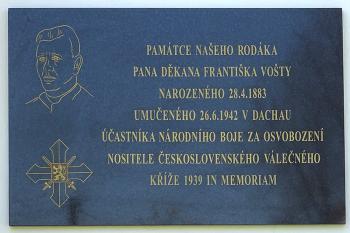 PAMÁTCE NAŠEHO RODÁKA
PANA DĚKANA FRANTIŠKA VOŠTY
NAROZENÉHO 28.4.1883
UMUČENÉHO 26.6.1942 V DACHAU
ÚČASTNÍKA NÁRODNÍHO BOJE ZA OSVOBOZENÍ
NOSITELE ČESKOSLOVENSKÉHO VÁLEČNÉHO
KŘÍŽE 1939 IN MEMORIAM